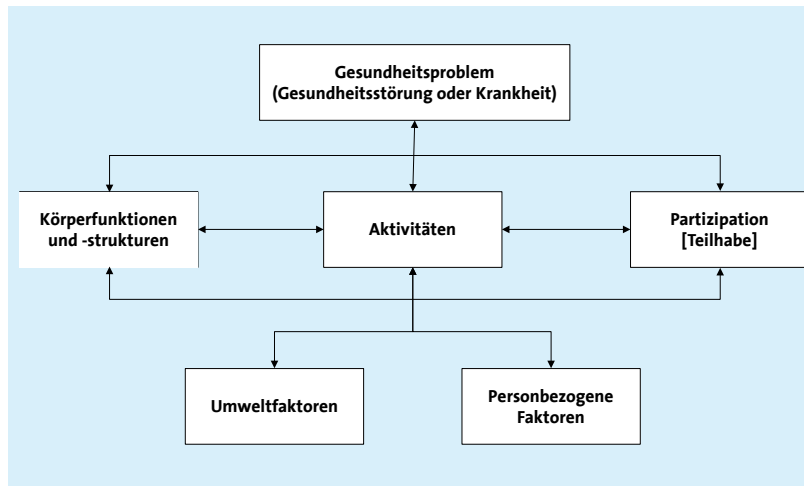 Gesundheitsproblem
(Gesundheitsstörung oder Krankheit)
Körperfunktionen
und -strukturen
Aktivitäten
Partizipation
[Teilhabe]
Umweltfaktoren
Personbezogene
Faktoren